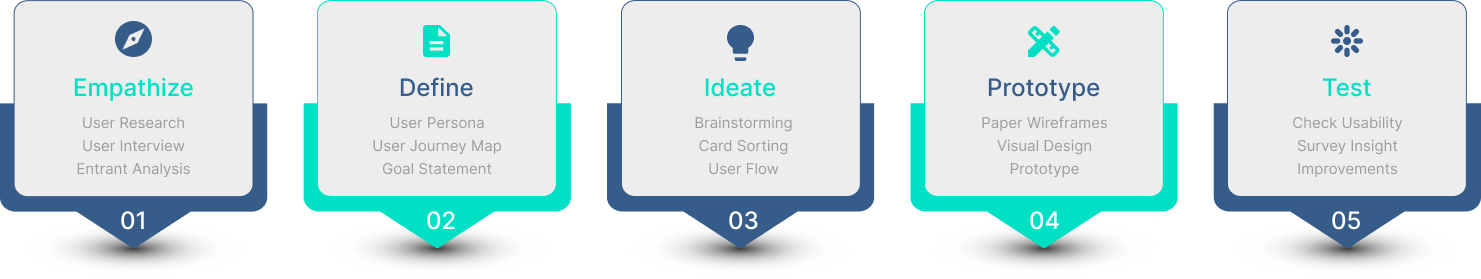 Empathize
User Research
User Interview
Entrant Analysis
01
Define
User Persona
User Journey Map
Goal Statement
02
Ideate
Brainstorming
Card Sorting
User Flow
03
Prototype
Paper Wireframes
Visual Design
Prototype
04
Test
Check Usability
Survey Insight
Improvements
05